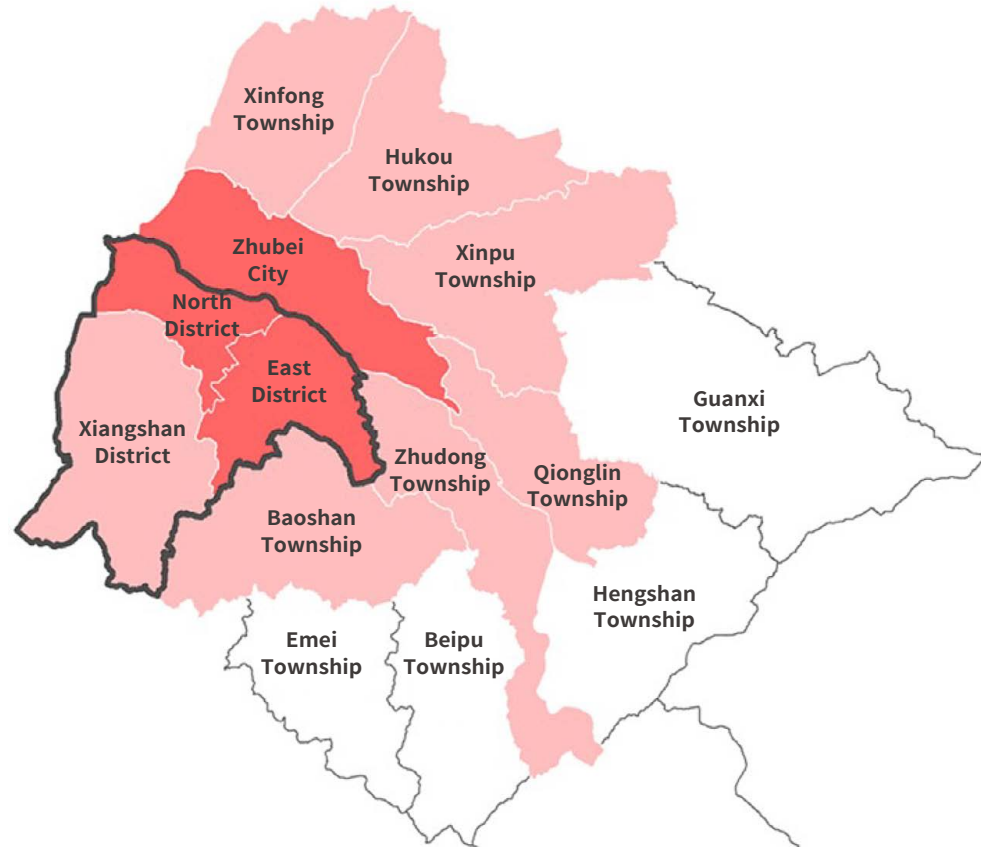 Xinfong
Township
Hukou
Township
Zhubei
City
Xinpu
Township
North
District
East
District
Guanxi
Township
Xiangshan
District
Zhudong
Township
Qionglin
Township
Baoshan
Township
Hengshan
Township
Emei
Township
Beipu
Township